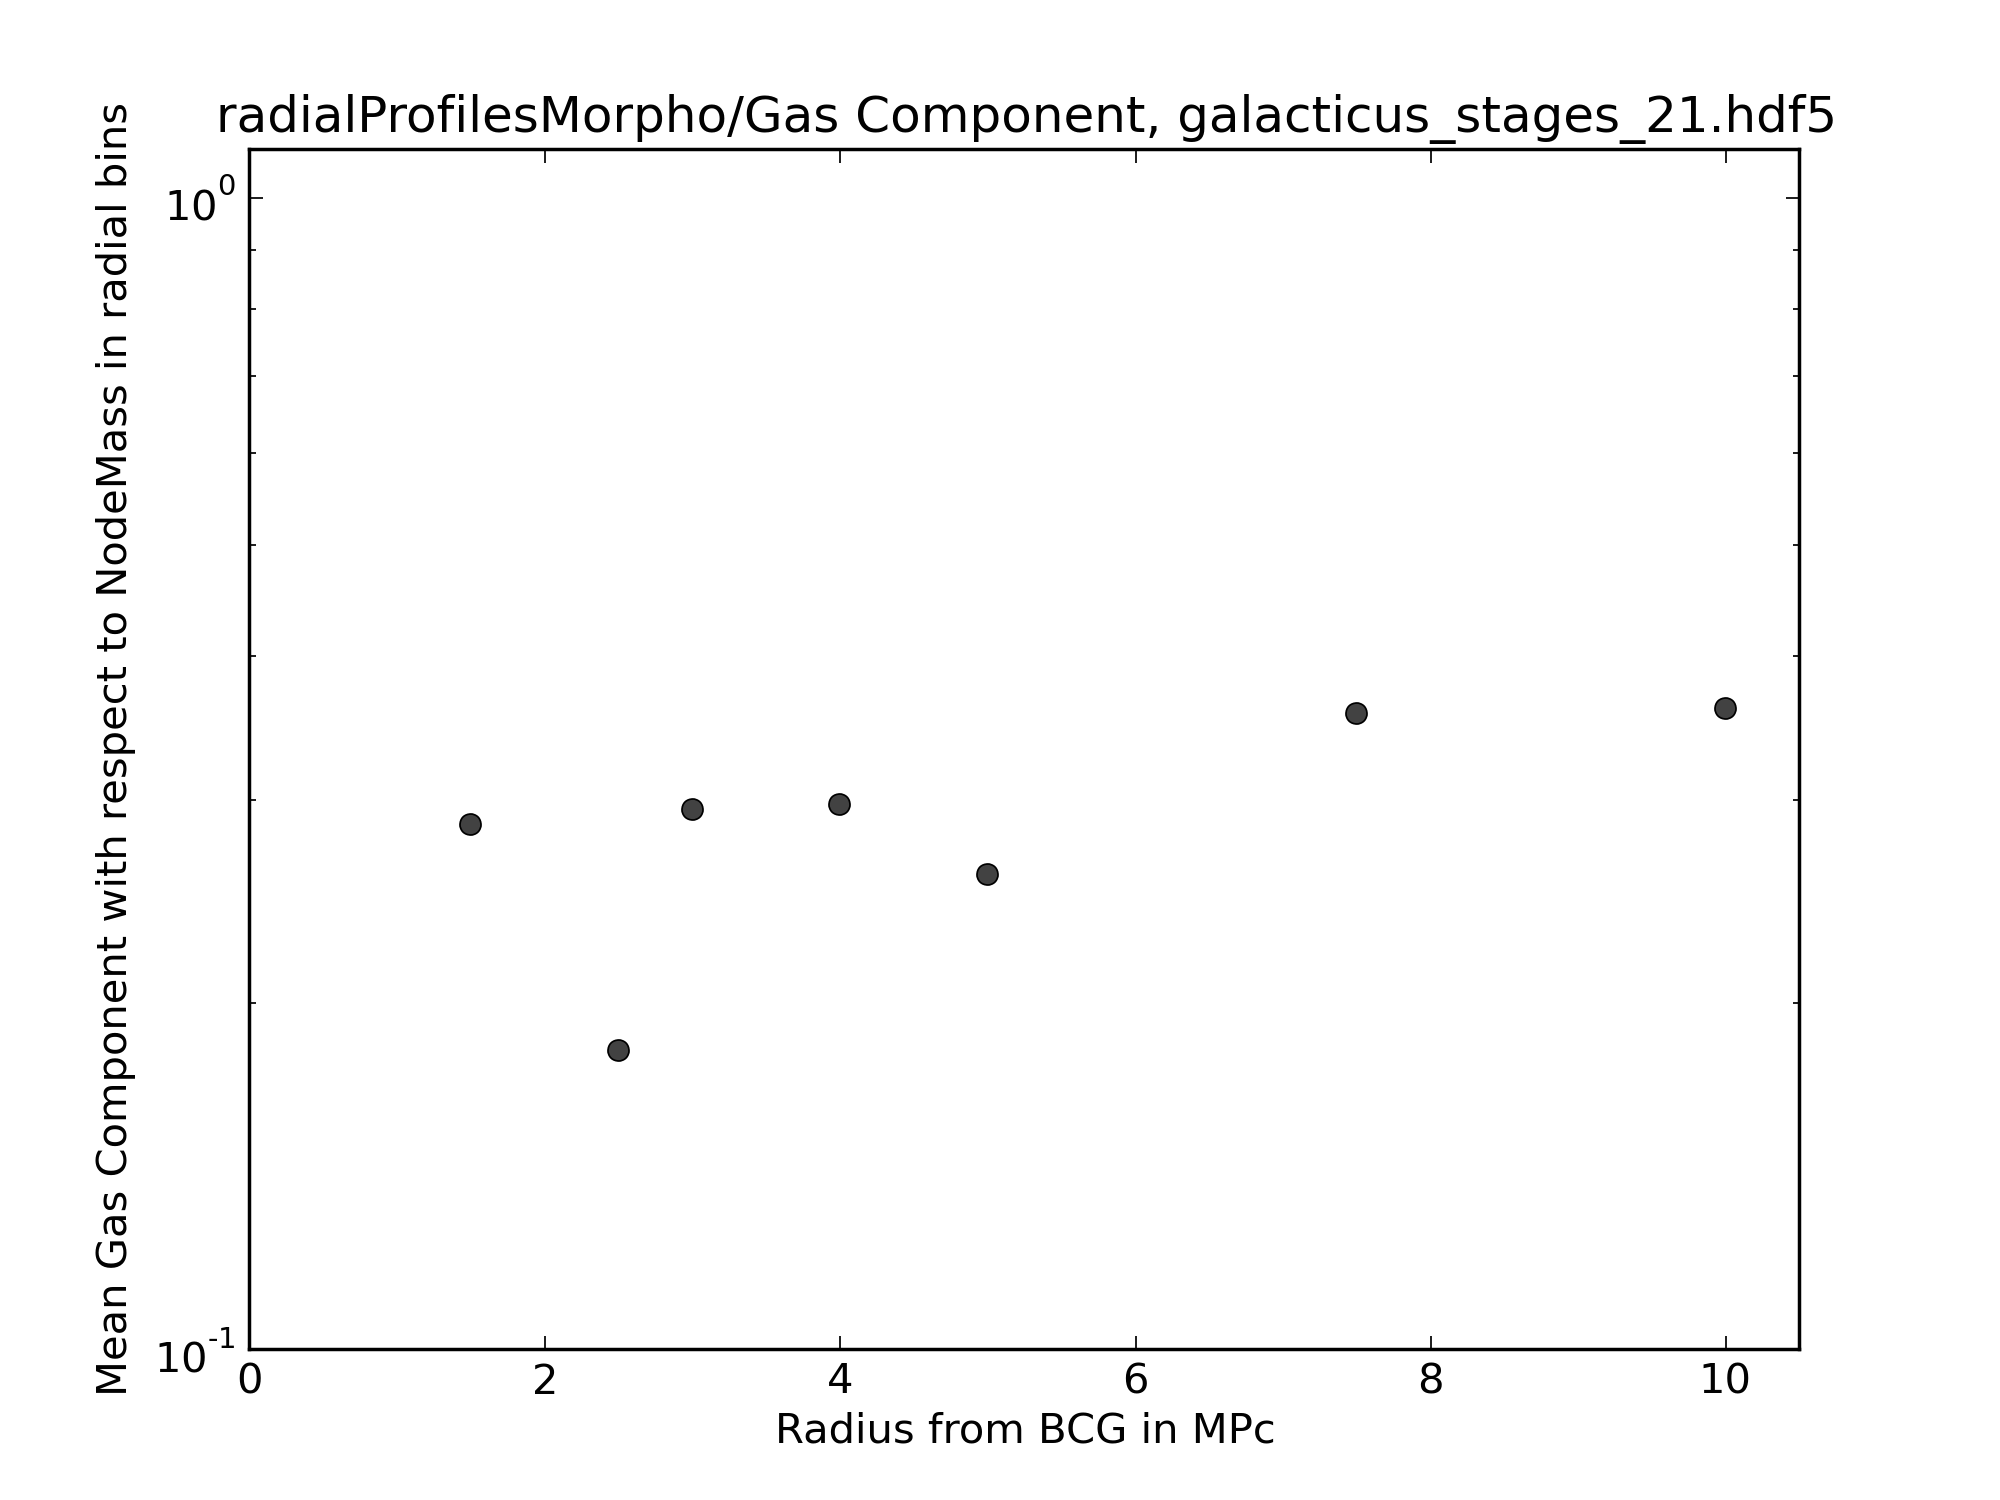 radialProfilesMorpho/Gas Component, galacticus_stages_21.hdf5
Mean Gas Component with respect to NodeMass in radial bins
10^0
10^-1
0 2 4 6 8 10
Radius from BCG in MPc